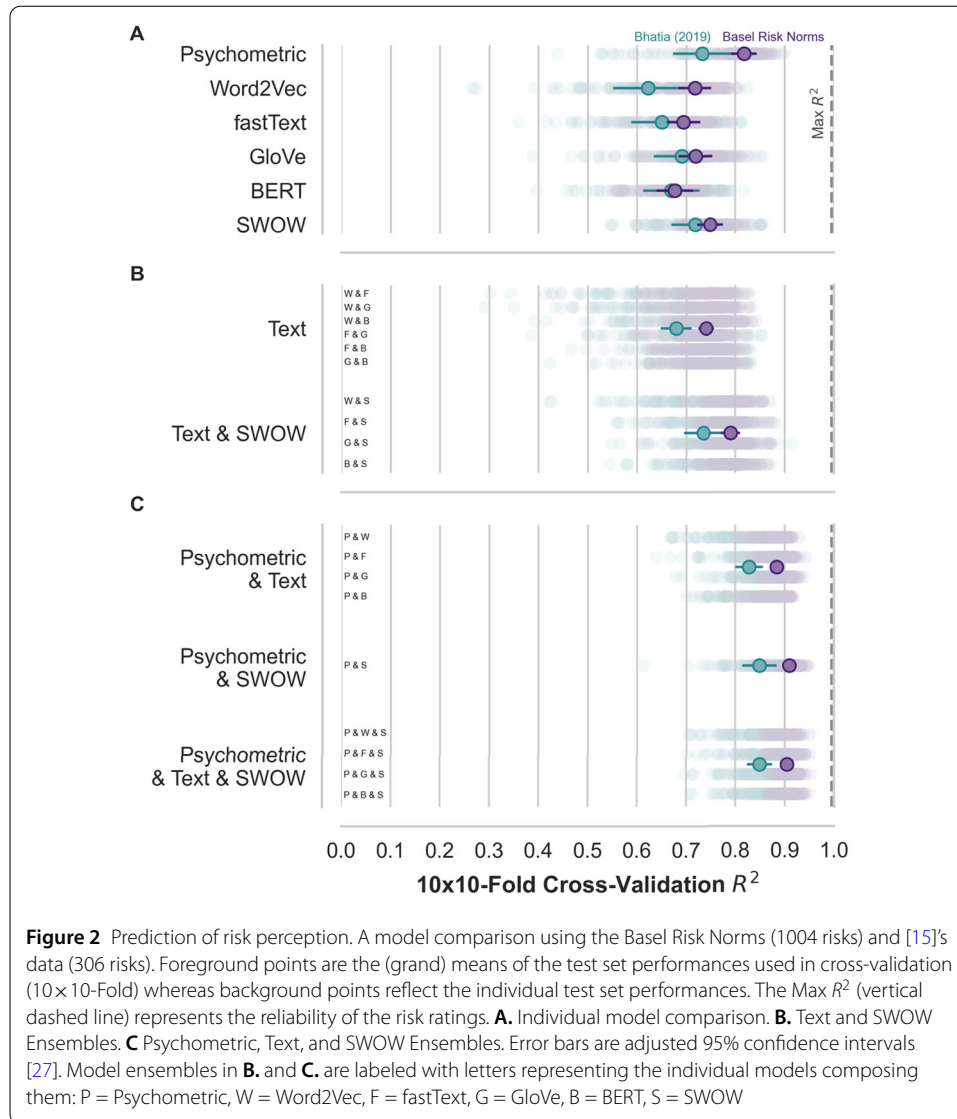 A
Bhatia (2019) Basel Risk Norms
Psychometric
Word2Vec
fastText
GloVe
BERT
SWOW
Max R²
B
Text
W & F
W & G
W & B
F & G
F & B
G & B
Text & SWOW
W & S
F & S
G & S
B & S
C
Psychometric
& Text
P & W
P & F
P & G
P & B
Psychometric
& SWOW
P & S
Psychometric
& Text & SWOW
P & W & S
P & F & S
P & G & S
P & B & S
0.0 0.1 0.2 0.3 0.4 0.5 0.6 0.7 0.8 0.9 1.0
10x10-Fold Cross-Validation R²
Figure 2 Prediction of risk perception. A model comparison using the Basel Risk Norms (1004 risks) and [15]'s
data (306 risks). Foreground points are the (grand) means of the test set performances used in cross-validation
(10 × 10-Fold) whereas background points reflect the individual test set performances. The Max R² (vertical
dashed line) represents the reliability of the risk ratings. A. Individual model comparison. B. Text and SWOW
Ensembles. C Psychometric, Text, and SWOW Ensembles. Error bars are adjusted 95% confidence intervals
[27]. Model ensembles in B. and C. are labeled with letters representing the individual models composing
them: P = Psychometric, W = Word2Vec, F = fastText, G = GloVe, B = BERT, S = SWOW